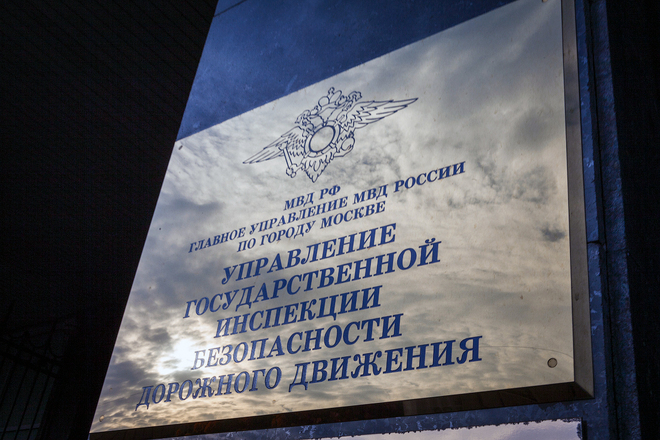 МВД РФ
ГЛАВНОЕ УПРАВЛЕНИЕ МВД РОССИИ
ПО ГОРОДУ МОСКВЕ
УПРАВЛЕНИЕ
ГОСУДАРСТВЕННОЙ
ИНСПЕКЦИИ
БЕЗОПАСНОСТИ
ДОРОЖНОГО ДВИЖЕНИЯ